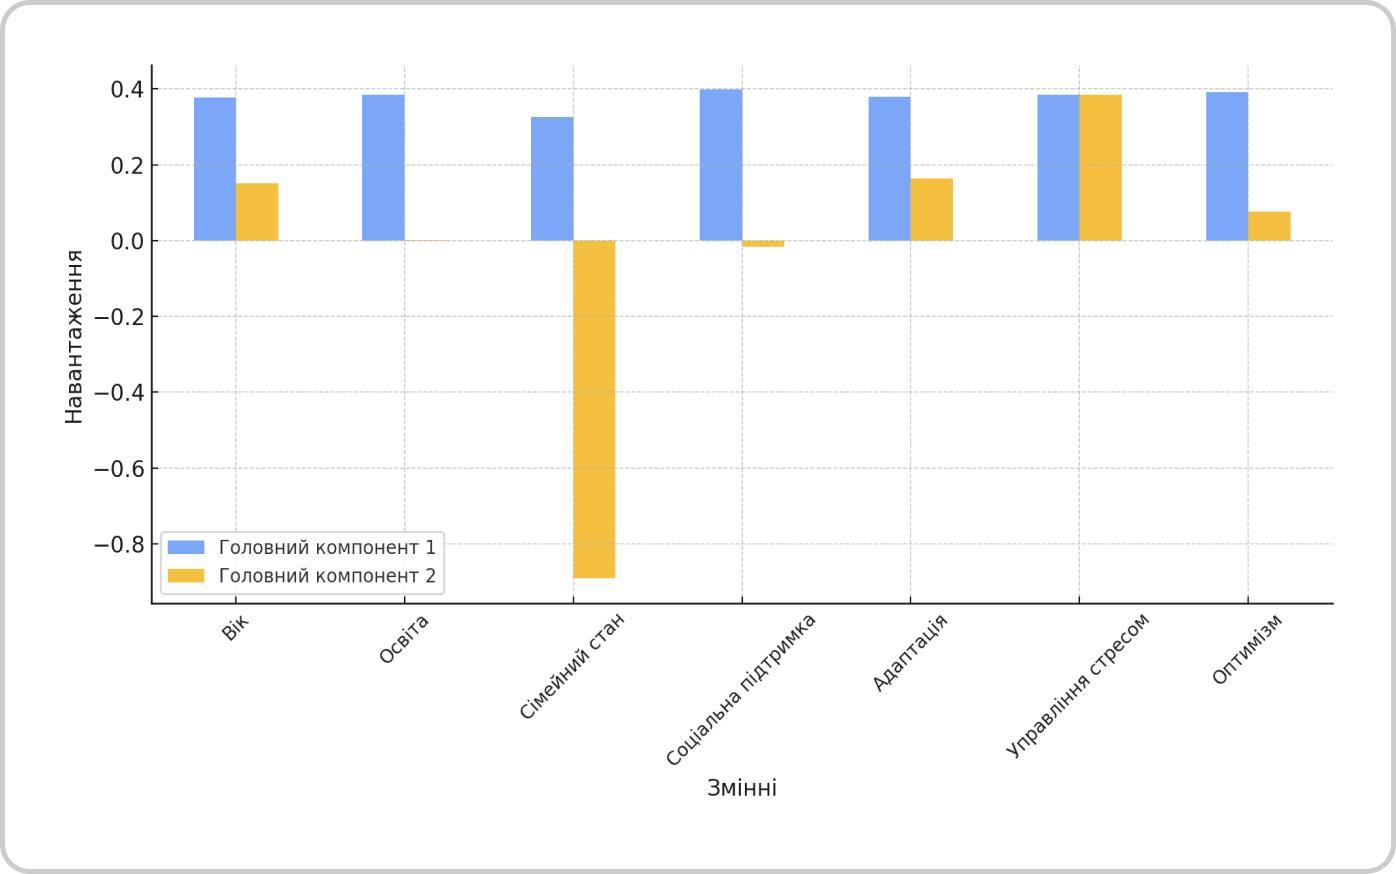 0.4
0.2
0.0
−0.2
−0.4
−0.6
−0.8
Навантаження
Головний компонент 1
Головний компонент 2
Вік
Освіта
Сімейний стан
Соціальна підтримка
Адаптація
Управління стресом
Оптимізм
Змінні